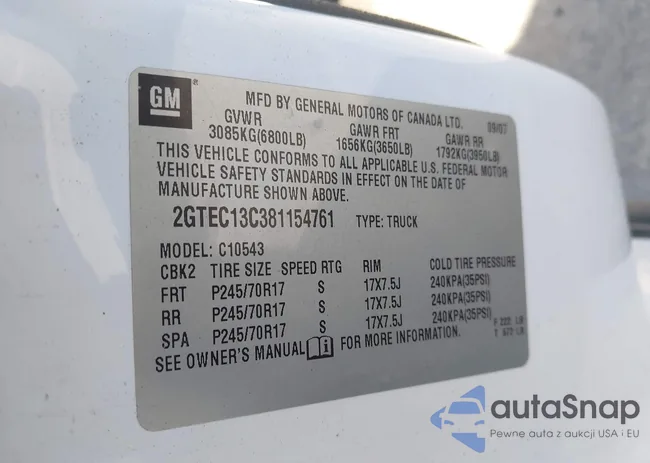 GM
MFD BY GENERAL MOTORS OF CANADA LTD. 09/07
GVWR GAWR FRT GAWR RR
3085KG(6800LB) 1656KG(3650LB) 1792KG(3950LB)
THIS VEHICLE CONFORMS TO ALL APPLICABLE U.S. FEDERAL MOTOR
VEHICLE SAFETY STANDARDS IN EFFECT ON THE DATE OF
MANUFACTURE SHOWN ABOVE.
2GTEC13C381154761 TYPE: TRUCK
MODEL: C10543
CBK2 TIRE SIZE SPEED RTG RIM COLD TIRE PRESSURE
FRT P245/70R17 S 17X7.5J 240KPA(35PSI)
RR P245/70R17 S 17X7.5J 240KPA(35PSI)
SPA P245/70R17 S 17X7.5J 240KPA(35PSI)
F 222 LB
T 672 LB
SEE OWNER'S MANUAL i FOR MORE INFORMATION.
autaSnap
Pewne auta z aukcji USA i EU